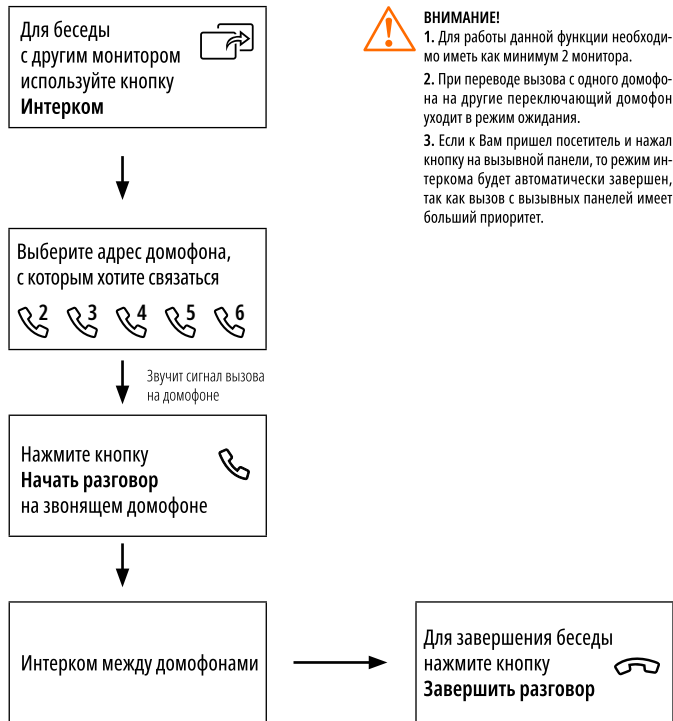 Для беседы
с другим монитором
используйте кнопку
Интерком
ВНИМАНИЕ!
1. Для работы данной функции необходи-
мо иметь как минимум 2 монитора.
2. При переводе вызова с одного домофо-
на на другие переключающий домофон
уходит в режим ожидания.
3. Если к Вам пришел посетитель и нажал
кнопку на вызывной панели, то режим ин-
теркома будет автоматически завершен,
так как вызов с вызывных панелей имеет
больший приоритет.
Выберите адрес домофона,
с которым хотите связаться
2 3 4 5 6
Звучит сигнал вызова
на домофоне
Нажмите кнопку
Начать разговор
на звонящем домофоне
Интерком между домофонами
Для завершения беседы
нажмите кнопку
Завершить разговор